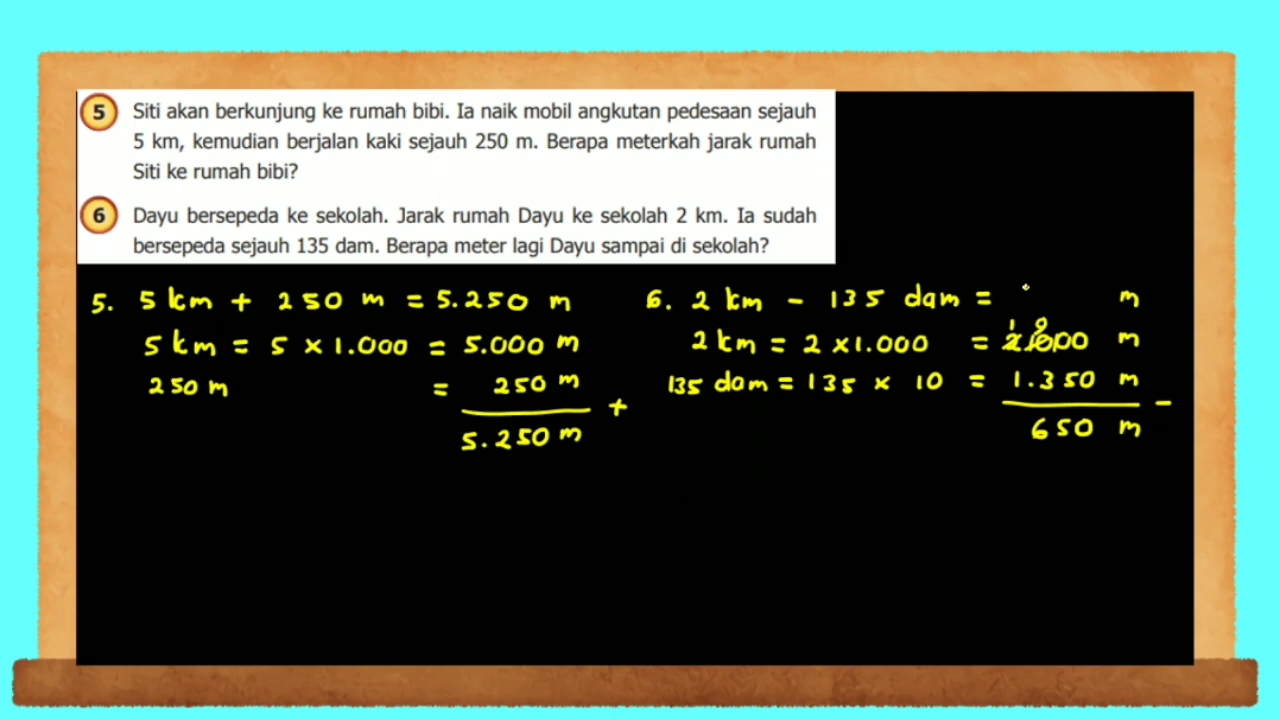 5 Siti akan berkunjung ke rumah bibi. Ia naik mobil angkutan pedesaan sejauh
5 km, kemudian berjalan kaki sejauh 250 m. Berapa meterkah jarak rumah
Siti ke rumah bibi?
6 Dayu bersepeda ke sekolah. Jarak rumah Dayu ke sekolah 2 km. Ia sudah
bersepeda sejauh 135 dam. Berapa meter lagi Dayu sampai di sekolah?
5. 5 km + 250 m = 5.250 m
5 km = 5 x 1.000 = 5.000 m
250 m = 250 m
+
5.250 m
6. 2 km - 135 dam = m
2 km = 2 x 1.000 = 2.000 m
135 dam = 135 x 10 = 1.350 m
-
650 m